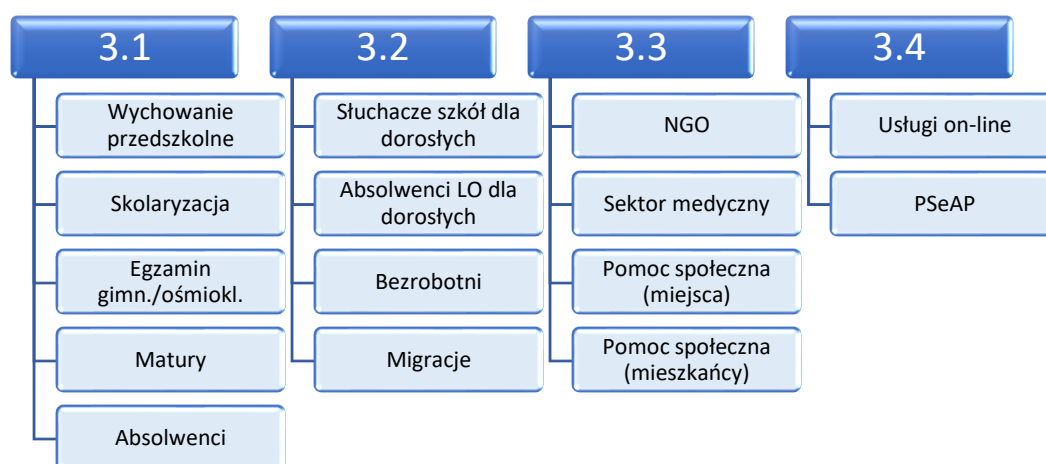 3.1
Wychowanie
przedszkolne
Skolaryzacja
Egzamin
gimn./ośmiokl.
Matury
Absolwenci
3.2
Słuchacze szkół dla
dorosłych
Absolwenci LO dla
dorosłych
Bezrobotni
Migracje
3.3
NGO
Sektor medyczny
Pomoc społeczna
(miejsca)
Pomoc społeczna
(mieszkańcy)
3.4
Usługi on-line
PSeAP